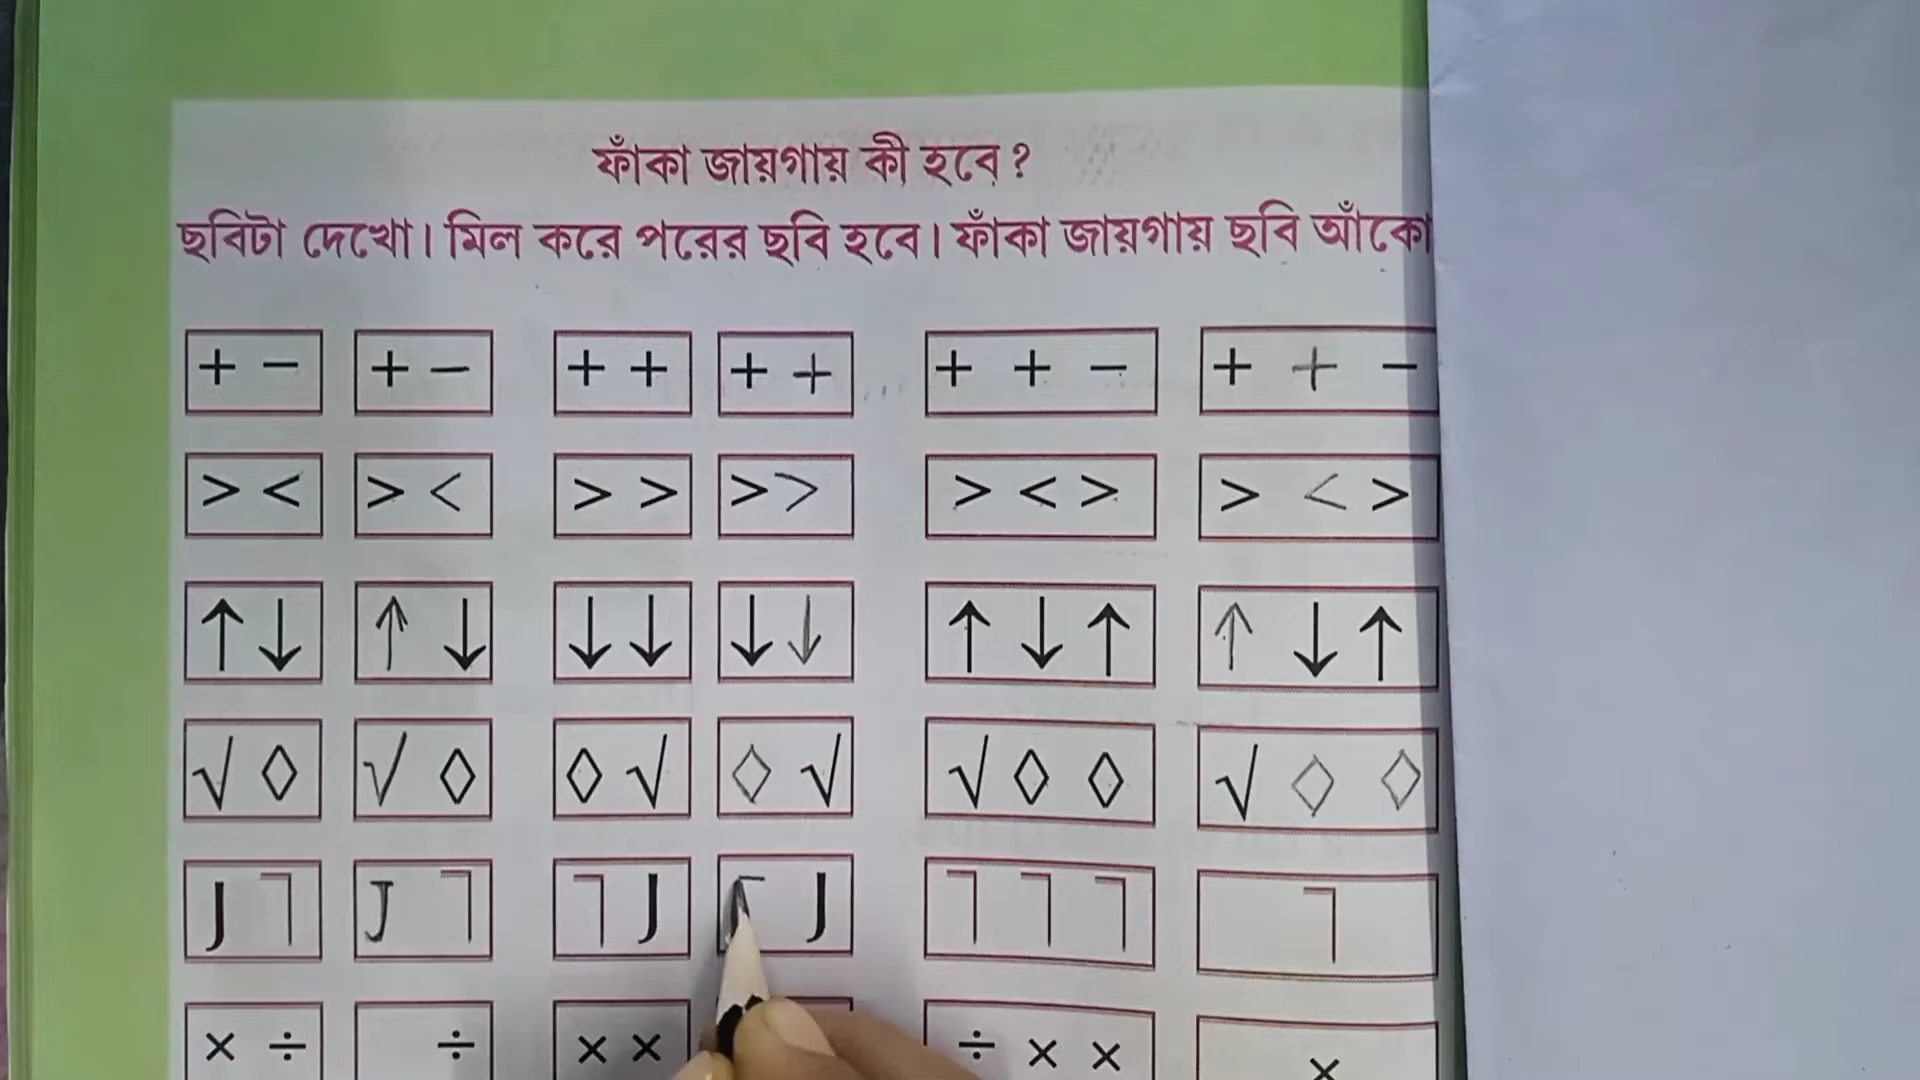 ফাঁকা জায়গায় কী হবে ?
ছবিটা দেখো। মিল করে পরের ছবি হবে। ফাঁকা জায়গায় ছবি আঁকো
+ − + − + + + + + + − + + −
> < > < > > > > > < > > < >
↑ ↓ ↑ ↓ ↓ ↓ ↓ ↓ ↑ ↓ ↑ ↑ ↓ ↑
√ ◊ √ ◊ ◊ √ ◊ √ √ ◊ ◊ √ ◊ ◊
J ㄱ J ㄱ ㄱ J J ㄱ ㄱ ㄱ ㄱ
× ÷ ÷ × × ÷ × × ×